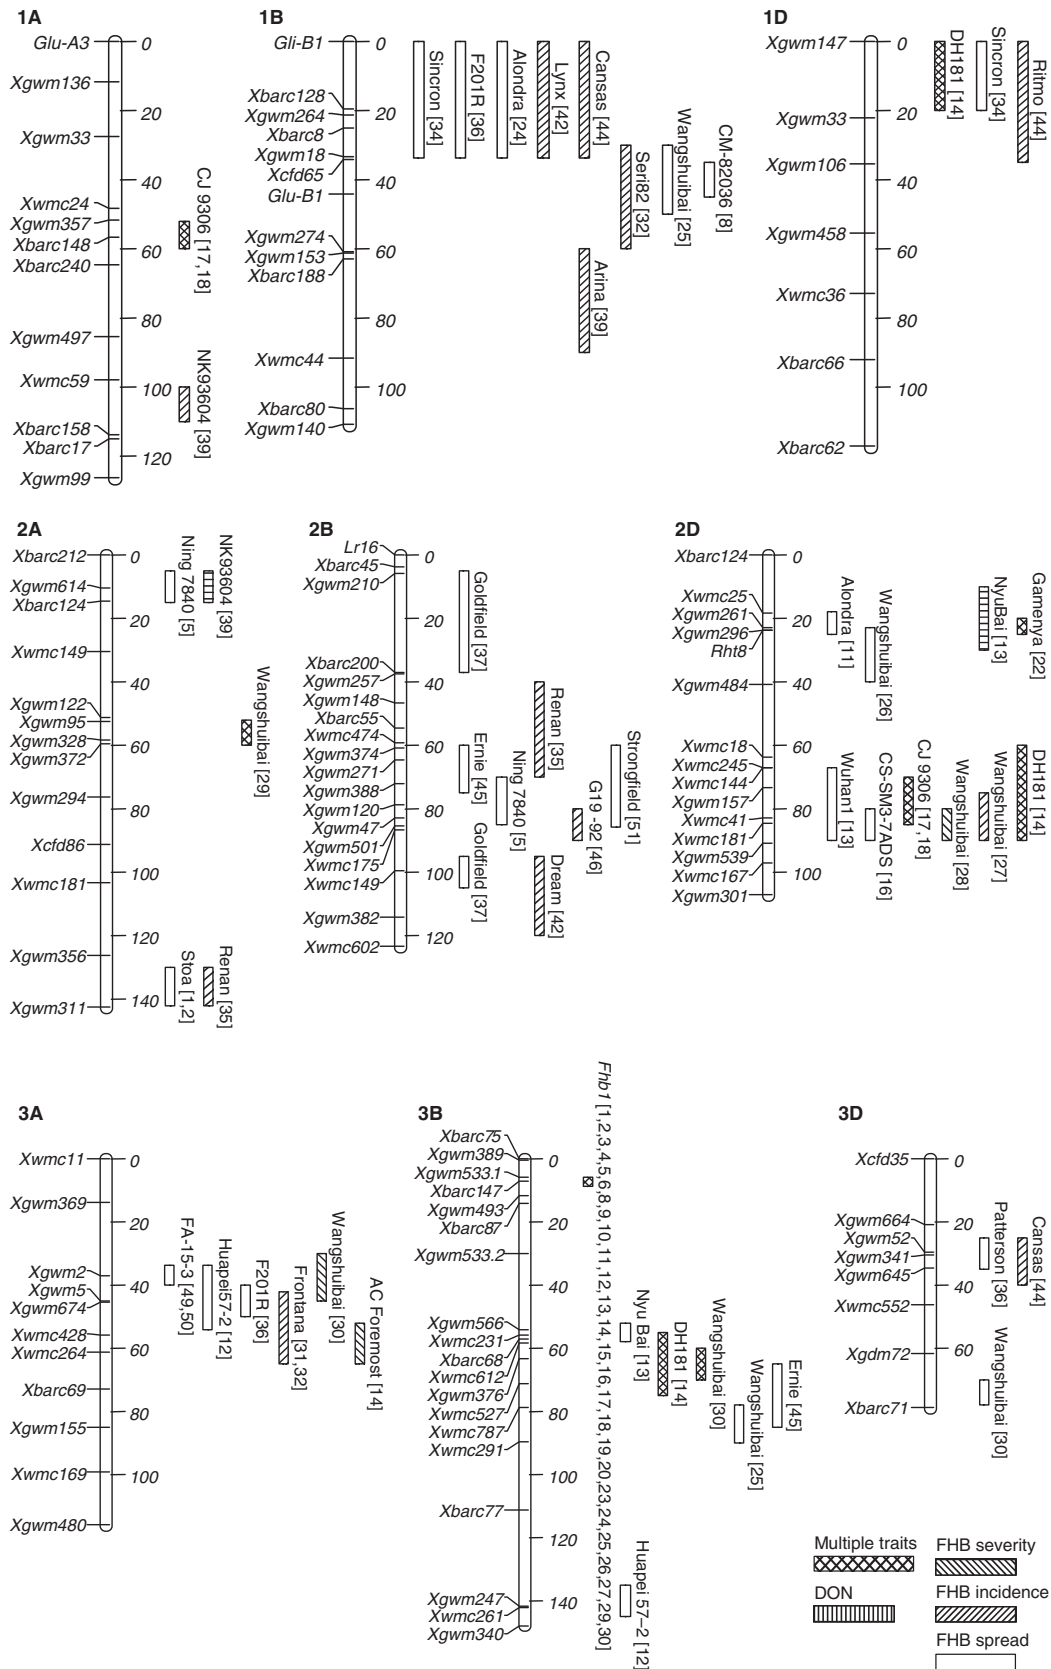 1A
Glu-A3
Xgwm136
Xgwm33
Xwmc24
Xgwm357
Xbarc148
Xbarc240
Xgwm497
Xwmc59
Xbarc158
Xbarc17
Xgwm99
0
20
40
60
80
100
120
CJ 9306 [17,18]
NK93604 [39]
1B
Gli-B1
Xbarc128
Xgwm264
Xbarc8
Xgwm18
Xcfd65
Glu-B1
Xgwm274
Xgwm153
Xbarc188
Xwmc44
Xbarc80
Xgwm140
0
20
40
60
80
100
Sincron [34]
F201R [36]
Alondra [24]
Lynx [42]
Cansas [44]
Seri82 [32]
Wangshuibai [25]
CM-82036 [8]
Arina [39]
1D
Xgwm147
Xgwm33
Xgwm106
Xgwm458
Xwmc36
Xbarc66
Xbarc62
0
20
40
60
80
100
DH181 [14]
Sincron [34]
Ritmo [44]
2A
Xbarc212
Xgwm614
Xbarc124
Xwmc149
Xgwm122
Xgwm95
Xgwm328
Xgwm372
Xgwm294
Xcfd86
Xwmc181
Xgwm356
Xgwm311
0
20
40
60
80
100
120
140
Ning 7840 [5]
NK93604 [39]
Wangshuibai [29]
Stoa [1,2]
Renan [35]
2B
Lr16
Xbarc45
Xgwm210
Xbarc200
Xgwm257
Xgwm148
Xbarc55
Xwmc474
Xgwm374
Xgwm271
Xgwm388
Xgwm120
Xgwm47
Xgwm501
Xwmc175
Xwmc149
Xgwm382
Xwmc602
0
20
40
60
80
100
120
Goldfield [37]
Ernie [45]
Goldfield [37]
Ning 7840 [5]
Renan [35]
Dream [42]
G19 -92 [46]
Strongfield [51]
2D
Xbarc124
Xwmc25
Xgwm261
Xgwm296
Rht8
Xgwm484
Xwmc18
Xwmc245
Xwmc144
Xgwm157
Xwmc41
Xwmc181
Xgwm539
Xwmc167
Xgwm301
0
20
40
60
80
100
Alondra [11]
Wangshuibai [26]
NyuBai [13]
Gamenya [22]
Wuhan1 [13]
CS-SM3-7ADS [16]
CJ 9306 [17,18]
Wangshuibai [28]
Wangshuibai [27]
DH181 [14]
3A
Xwmc11
Xgwm369
Xgwm2
Xgwm5
Xgwm674
Xwmc428
Xwmc264
Xbarc69
Xgwm155
Xwmc169
Xgwm480
0
20
40
60
80
100
FA-15-3 [49,50]
Huapei57-2 [12]
F201R [36]
Frontana [31,32]
Wangshuibai [30]
AC Foremost [14]
3B
Xbarc75
Xgwm389
Xgwm533.1
Xbarc147
Xgwm493
Xbarc87
Xgwm533.2
Xgwm566
Xwmc231
Xbarc68
Xwmc612
Xgwm376
Xwmc527
Xwmc787
Xwmc291
Xbarc77
Xgwm247
Xwmc261
Xgwm340
0
20
40
60
80
100
120
140
Fhb1 [1,2,3,4,5,6,8,9,10,11,12,13,14,15,16,17,18,19,20,23,24,25,26,27,29,30]
Nyu Bai [13]
DH181 [14]
Wangshuibai [30]
Wangshuibai [25]
Ernie [45]
Huapei 57–2 [12]
3D
Xcfd35
Xgwm664
Xgwm52
Xgwm341
Xgwm645
Xwmc552
Xgdm72
Xbarc71
0
20
40
60
80
Patterson [36]
Cansas [44]
Wangshuibai [30]
Multiple traits
DON
FHB severity
FHB incidence
FHB spread